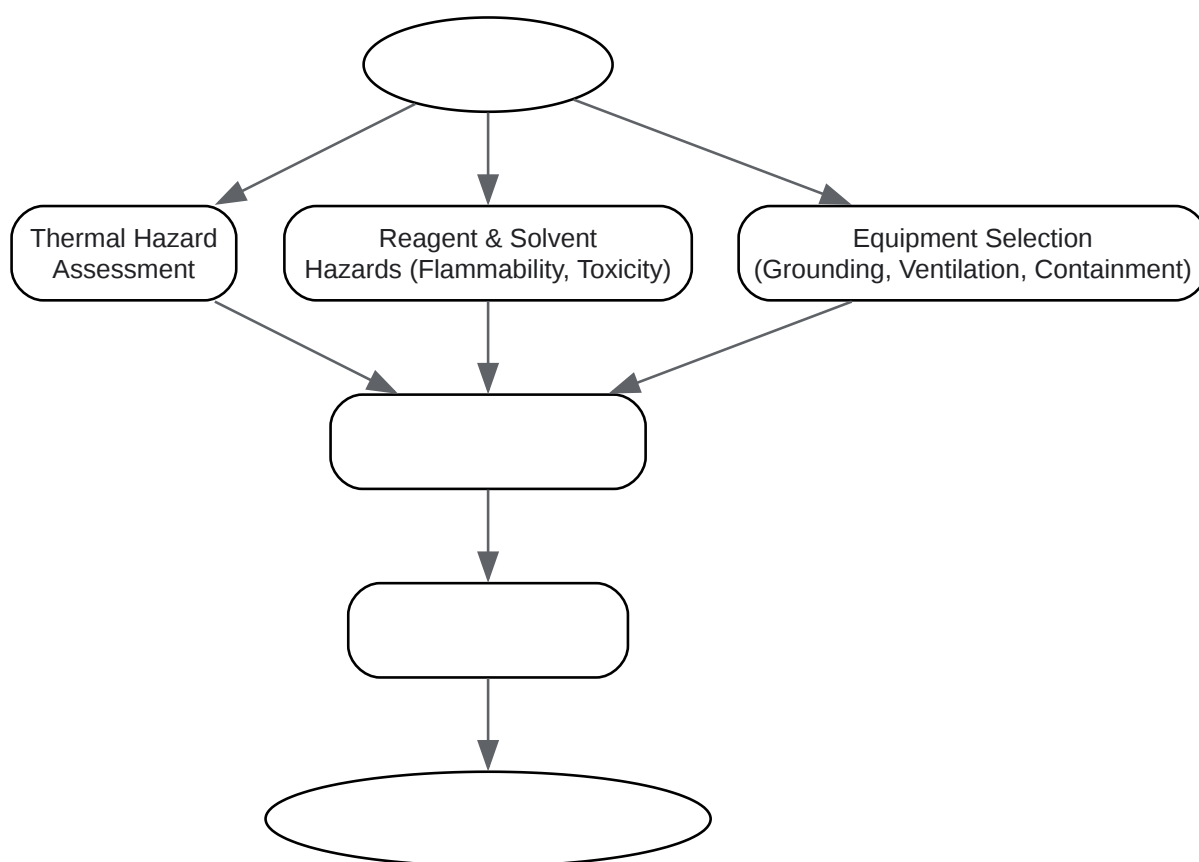 Thermal Hazard
Assessment
Reagent & Solvent
Hazards (Flammability, Toxicity)
Equipment Selection
(Grounding, Ventilation, Containment)